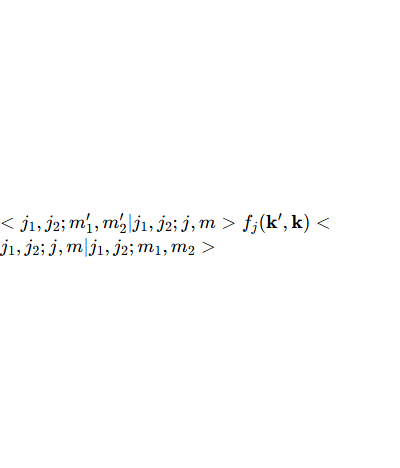 < j₁, j₂; m′₁, m′₂|j₁, j₂; j, m > fⱼ(𝐤′, 𝐤) <
j₁, j₂; j, m|j₁, j₂; m₁, m₂ >